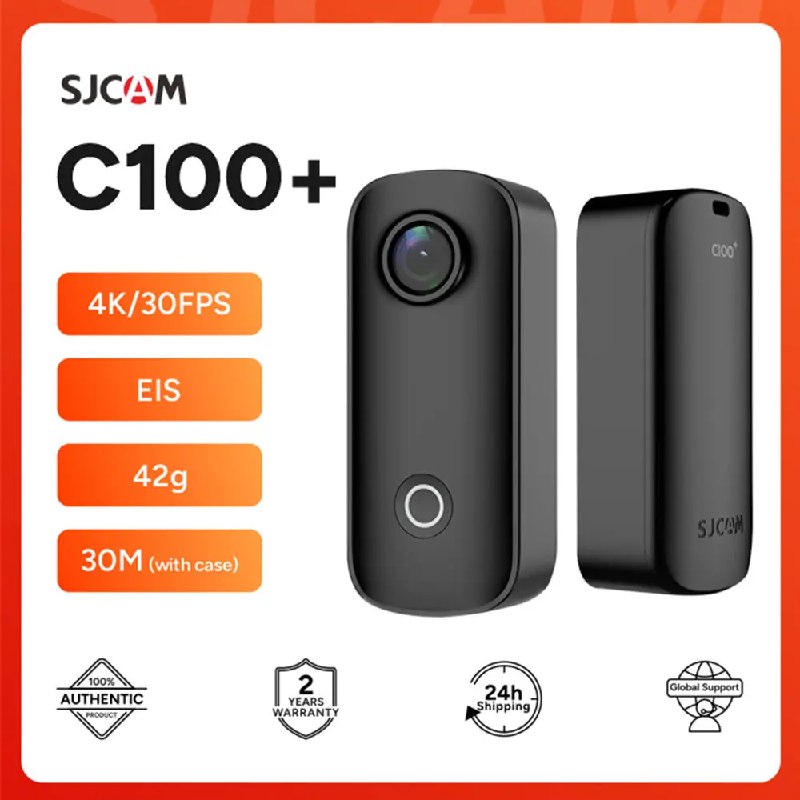 SJCAM
SJCAM
C100+
4K/30FPS
EIS
42g
30M (with case)
C100+
SJCAM
100%
AUTHENTIC
PRODUCT
2
YEARS
WARRANTY
24h
Shipping
Global Support